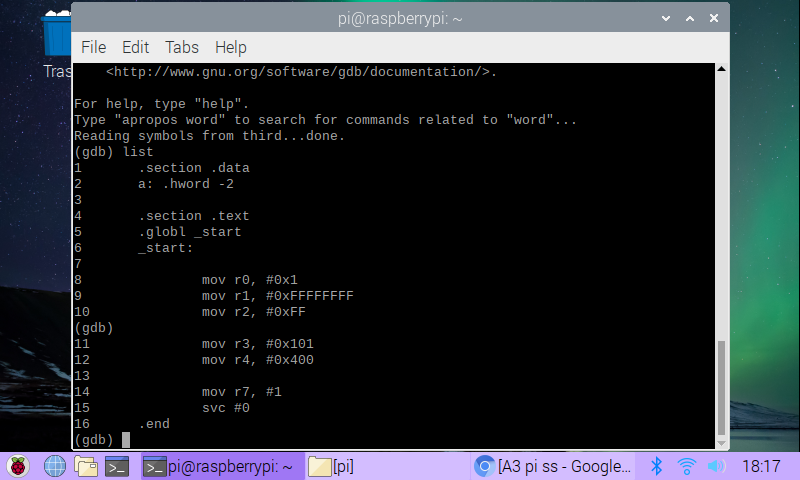 Tras
pi@raspberrypi: ~
File Edit Tabs Help
<http://www.gnu.org/software/gdb/documentation/>.
For help, type "help".
Type "apropos word" to search for commands related to "word"...
Reading symbols from third...done.
(gdb) list
1 .section .data
2 a: .hword -2
3
4 .section .text
5 .globl _start
6 _start:
7
8 mov r0, #0x1
9 mov r1, #0xFFFFFFFF
10 mov r2, #0xFF
(gdb)
11 mov r3, #0x101
12 mov r4, #0x400
13
14 mov r7, #1
15 svc #0
16 .end
(gdb)
>_ >_ pi@raspberrypi: ~ [pi] [A3 pi ss - Google... 18:17